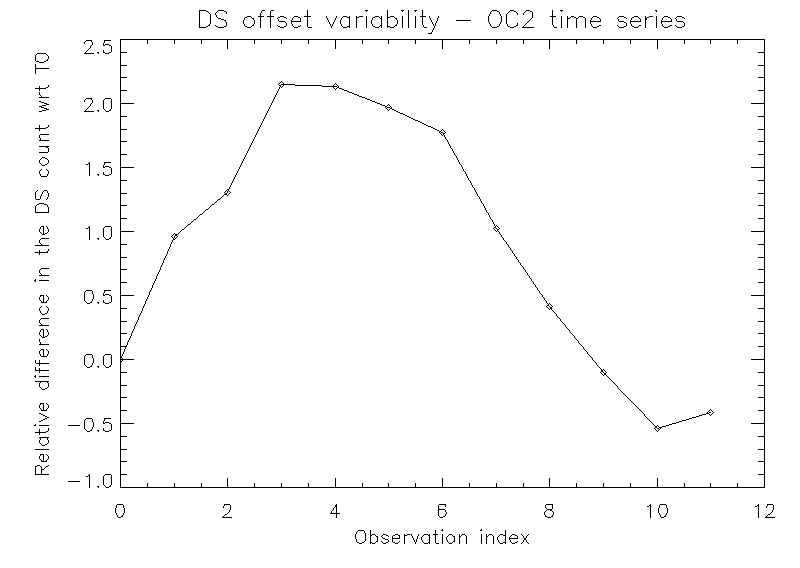 DS offset variability - OC2 time series
Relative difference in the DS count wrt T0
2.5
2.0
1.5
1.0
0.5
0.0
-0.5
-1.0
0 2 4 6 8 10 12
Observation index